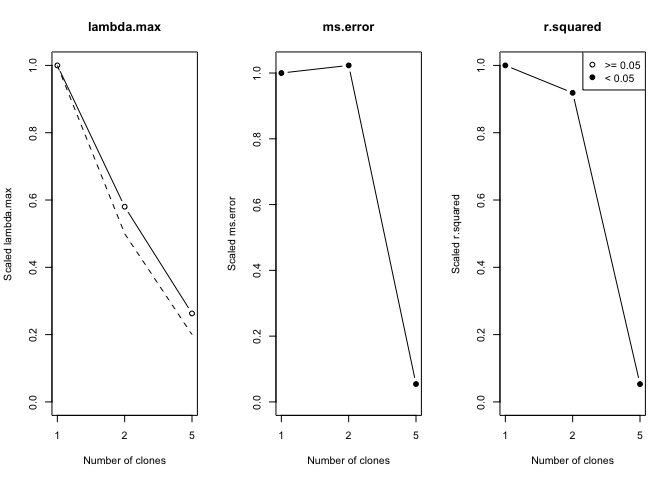 lambda.max
Scaled lambda.max
0.0 0.2 0.4 0.6 0.8 1.0
1 2 5
Number of clones
ms.error
Scaled ms.error
0.0 0.2 0.4 0.6 0.8 1.0
1 2 5
Number of clones
r.squared
Scaled r.squared
0.0 0.2 0.4 0.6 0.8 1.0
>= 0.05
< 0.05
1 2 5
Number of clones